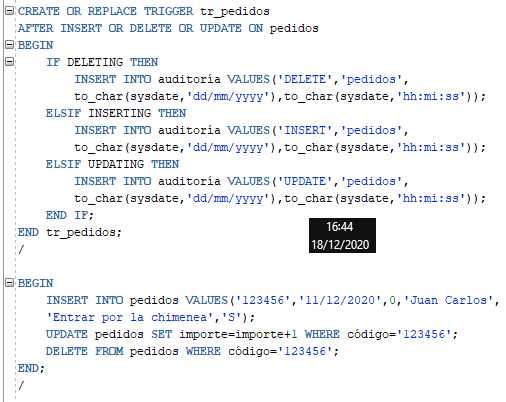 CREATE OR REPLACE TRIGGER tr_pedidos
AFTER INSERT OR DELETE OR UPDATE ON pedidos
BEGIN
    IF DELETING THEN
        INSERT INTO auditoría VALUES('DELETE','pedidos',
        to_char(sysdate,'dd/mm/yyyy'),to_char(sysdate,'hh:mi:ss'));
    ELSIF INSERTING THEN
        INSERT INTO auditoría VALUES('INSERT','pedidos',
        to_char(sysdate,'dd/mm/yyyy'),to_char(sysdate,'hh:mi:ss'));
    ELSIF UPDATING THEN
        INSERT INTO auditoría VALUES('UPDATE','pedidos',
        to_char(sysdate,'dd/mm/yyyy'),to_char(sysdate,'hh:mi:ss'));
    END IF;
END tr_pedidos;
/
16:44
18/12/2020
BEGIN
    INSERT INTO pedidos VALUES('123456','11/12/2020',0,'Juan Carlos',
    'Entrar por la chimenea','S');
    UPDATE pedidos SET importe=importe+1 WHERE código='123456';
    DELETE FROM pedidos WHERE código='123456';
END;
/